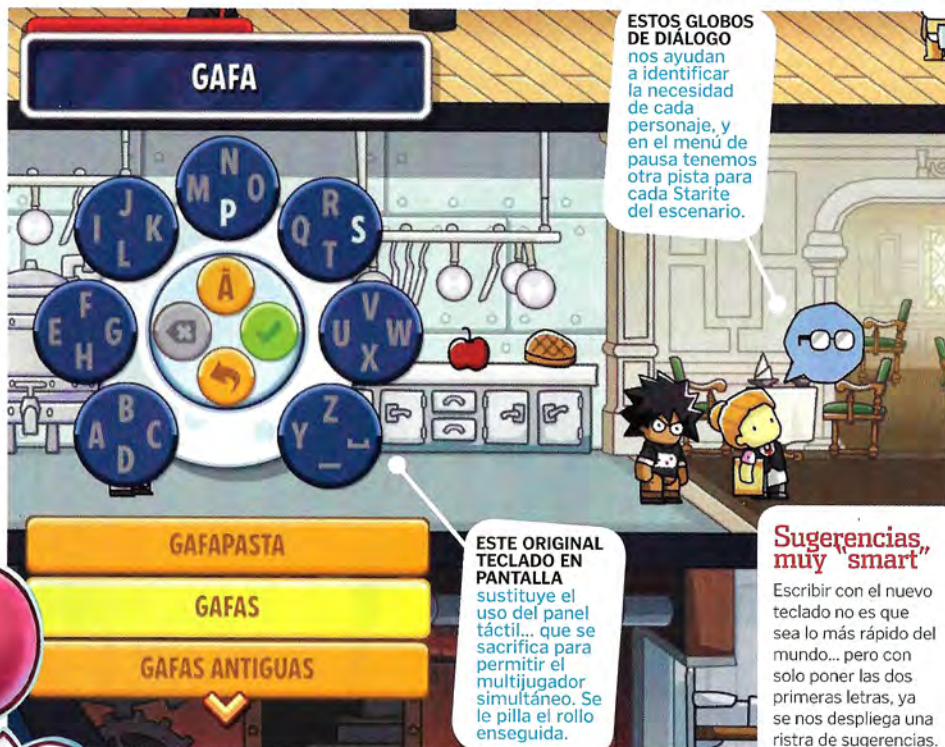 GAFA
N
M O
P
R
Q S
T
J
I K
L
V
U W
X
F
E G
H
Z
Y ␣
_
B
A C
D
Ã
GAFAPASTA
GAFAS
GAFAS ANTIGUAS
ESTOS GLOBOS
DE DIÁLOGO
nos ayudan
a identificar
la necesidad
de cada
personaje, y
en el menú de
pausa tenemos
otra pista para
cada Starite
del escenario.
ESTE ORIGINAL
TECLADO EN
PANTALLA
sustituye el
uso del panel
táctil... que se
sacrifica para
permitir el
multijugador
simultáneo. Se
le pilla el rollo
enseguida.
Sugerencias
muy "smart"
Escribir con el nuevo
teclado no es que
sea lo más rápido del
mundo... pero con
solo poner las dos
primeras letras, ya
se nos despliega una
ristra de sugerencias.